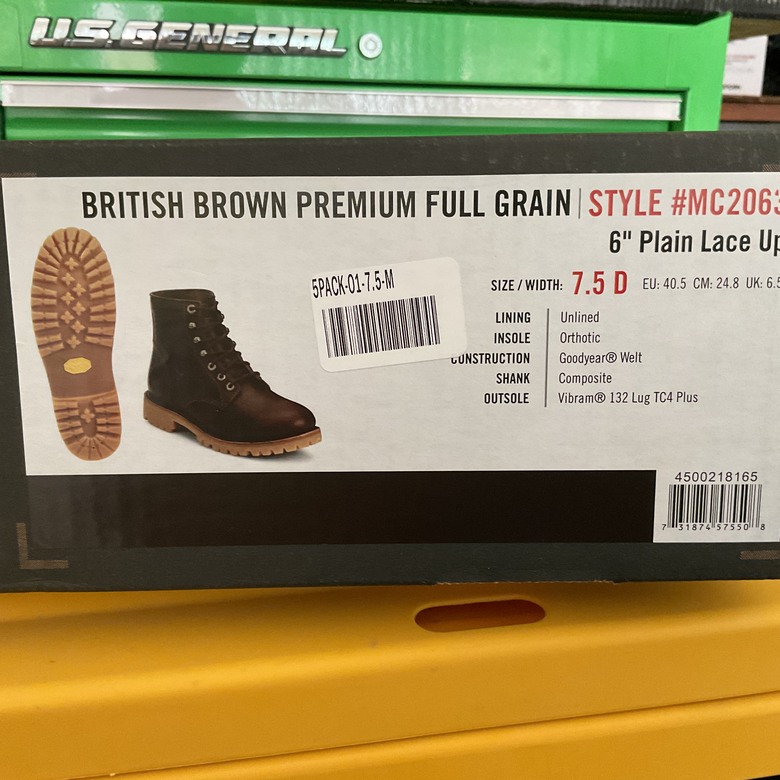 U.S.GENERAL
BRITISH BROWN PREMIUM FULL GRAIN | STYLE #MC2063
6" Plain Lace Up
5PACK-01-7.5-M
SIZE / WIDTH: 7.5 D EU: 40.5 CM: 24.8 UK: 6.5
LINING Unlined
INSOLE Orthotic
CONSTRUCTION Goodyear® Welt
SHANK Composite
OUTSOLE Vibram® 132 Lug TC4 Plus
4500218165
7 31874 57550 8